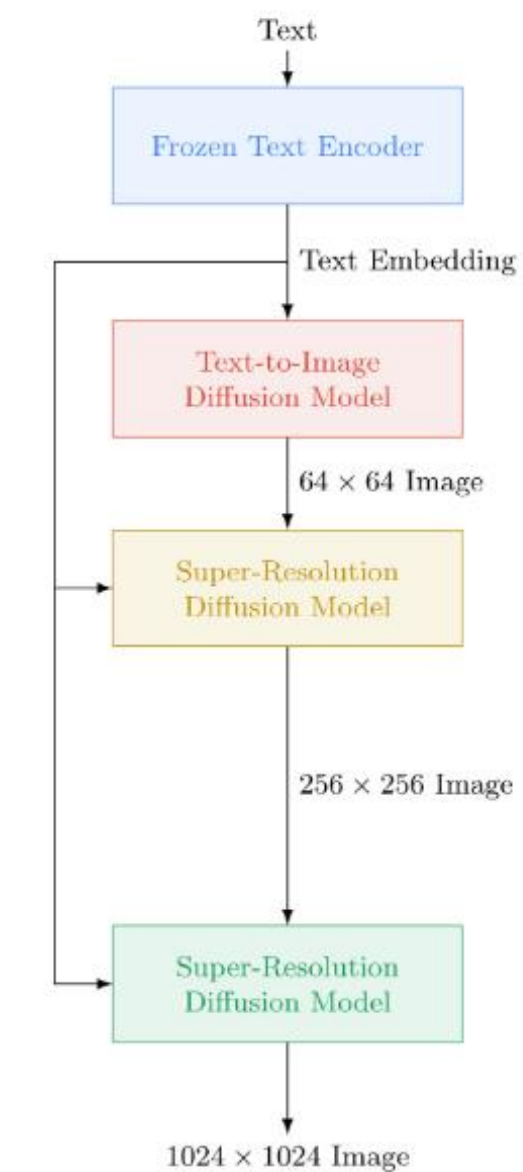 Text
Frozen Text Encoder
Text Embedding
Text-to-Image
Diffusion Model
64 × 64 Image
Super-Resolution
Diffusion Model
256 × 256 Image
Super-Resolution
Diffusion Model
1024 × 1024 Image